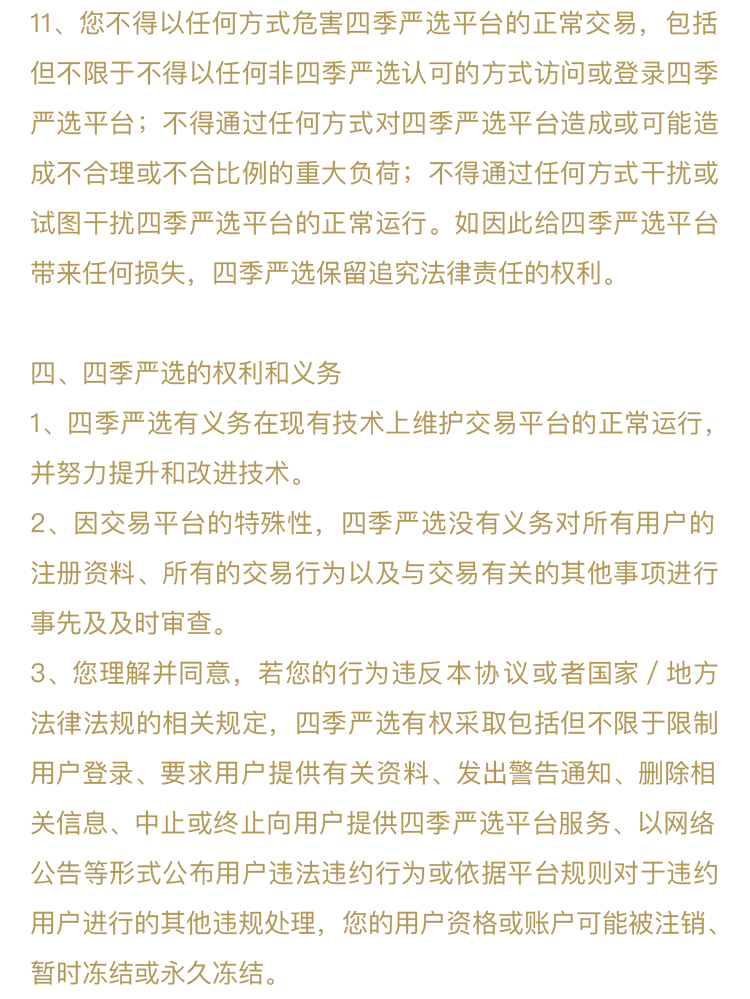 11、您不得以任何方式危害四季严选平台的正常交易，包括
但不限于不得以任何非四季严选认可的方式访问或登录四季
严选平台；不得通过任何方式对四季严选平台造成或可能造
成不合理或不合比例的重大负荷；不得通过任何方式干扰或
试图干扰四季严选平台的正常运行。如因此给四季严选平台
带来任何损失，四季严选保留追究法律责任的权利。
四、四季严选的权利和义务
1、四季严选有义务在现有技术上维护交易平台的正常运行，
并努力提升和改进技术。
2、因交易平台的特殊性，四季严选没有义务对所有用户的
注册资料、所有的交易行为以及与交易有关的其他事项进行
事先及及时审查。
3、您理解并同意，若您的行为违反本协议或者国家／地方
法律法规的相关规定，四季严选有权采取包括但不限于限制
用户登录、要求用户提供有关资料、发出警告通知、删除相
关信息、中止或终止向用户提供四季严选平台服务、以网络
公告等形式公布用户违法违约行为或依据平台规则对于违约
用户进行的其他违规处理，您的用户资格或账户可能被注销、
暂时冻结或永久冻结。